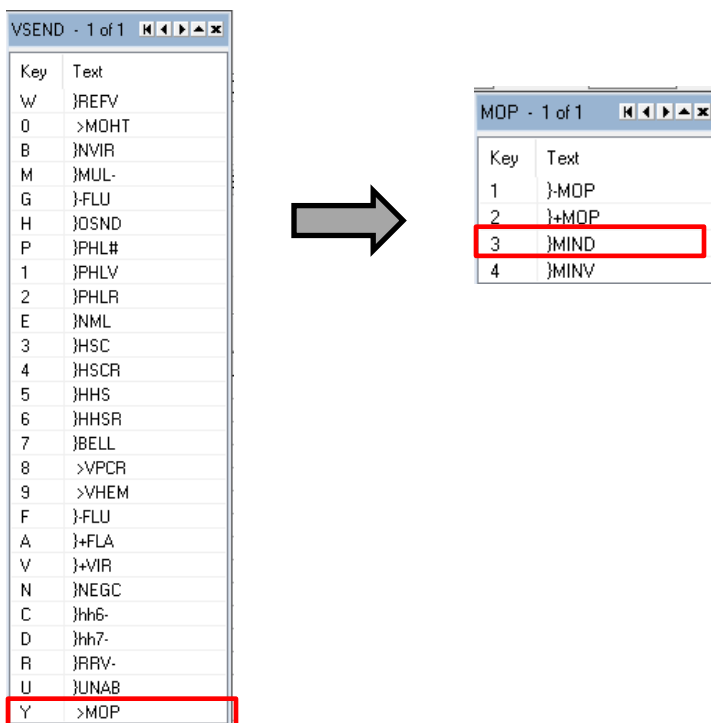 VSEND - 1 of 1
Key Text
W }REFV
0 >MOHT
B }NVIR
M }MUL-
G }-FLU
H }OSND
P }PHL#
1 }PHLV
2 }PHLR
E }NML
3 }HSC
4 }HSCR
5 }HHS
6 }HHSR
7 }BELL
8 >VPCR
9 >VHEM
F }-FLU
A }+FLA
V }+VIR
N }NEGC
C }hh6-
D }hh7-
R }RRV-
U }UNAB
Y >MOP
MOP - 1 of 1
Key Text
1 }-MOP
2 }+MOP
3 }MIND
4 }MINV